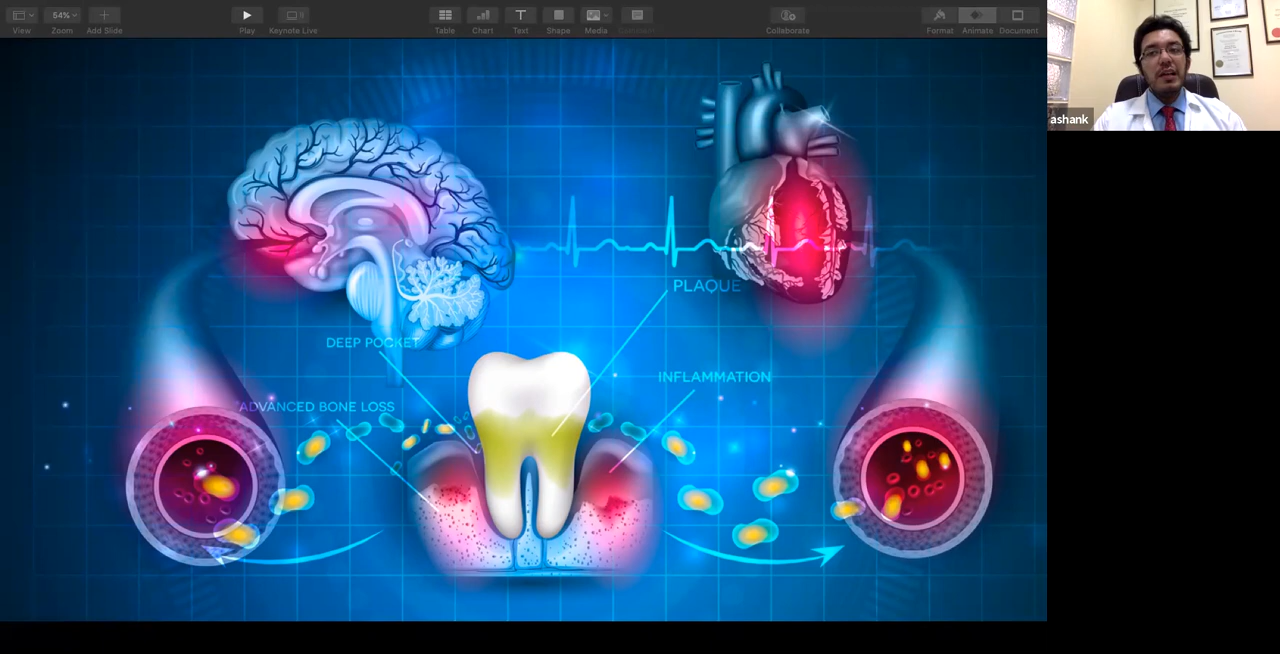 54%
View
Zoom
Add Slide
Play
Keynote Live
Table
Chart
Text
Shape
Media
Collaborate
Format
Animate
Document
ashank
PLAQUE
DEEP POCKET
INFLAMMATION
ADVANCED BONE LOSS